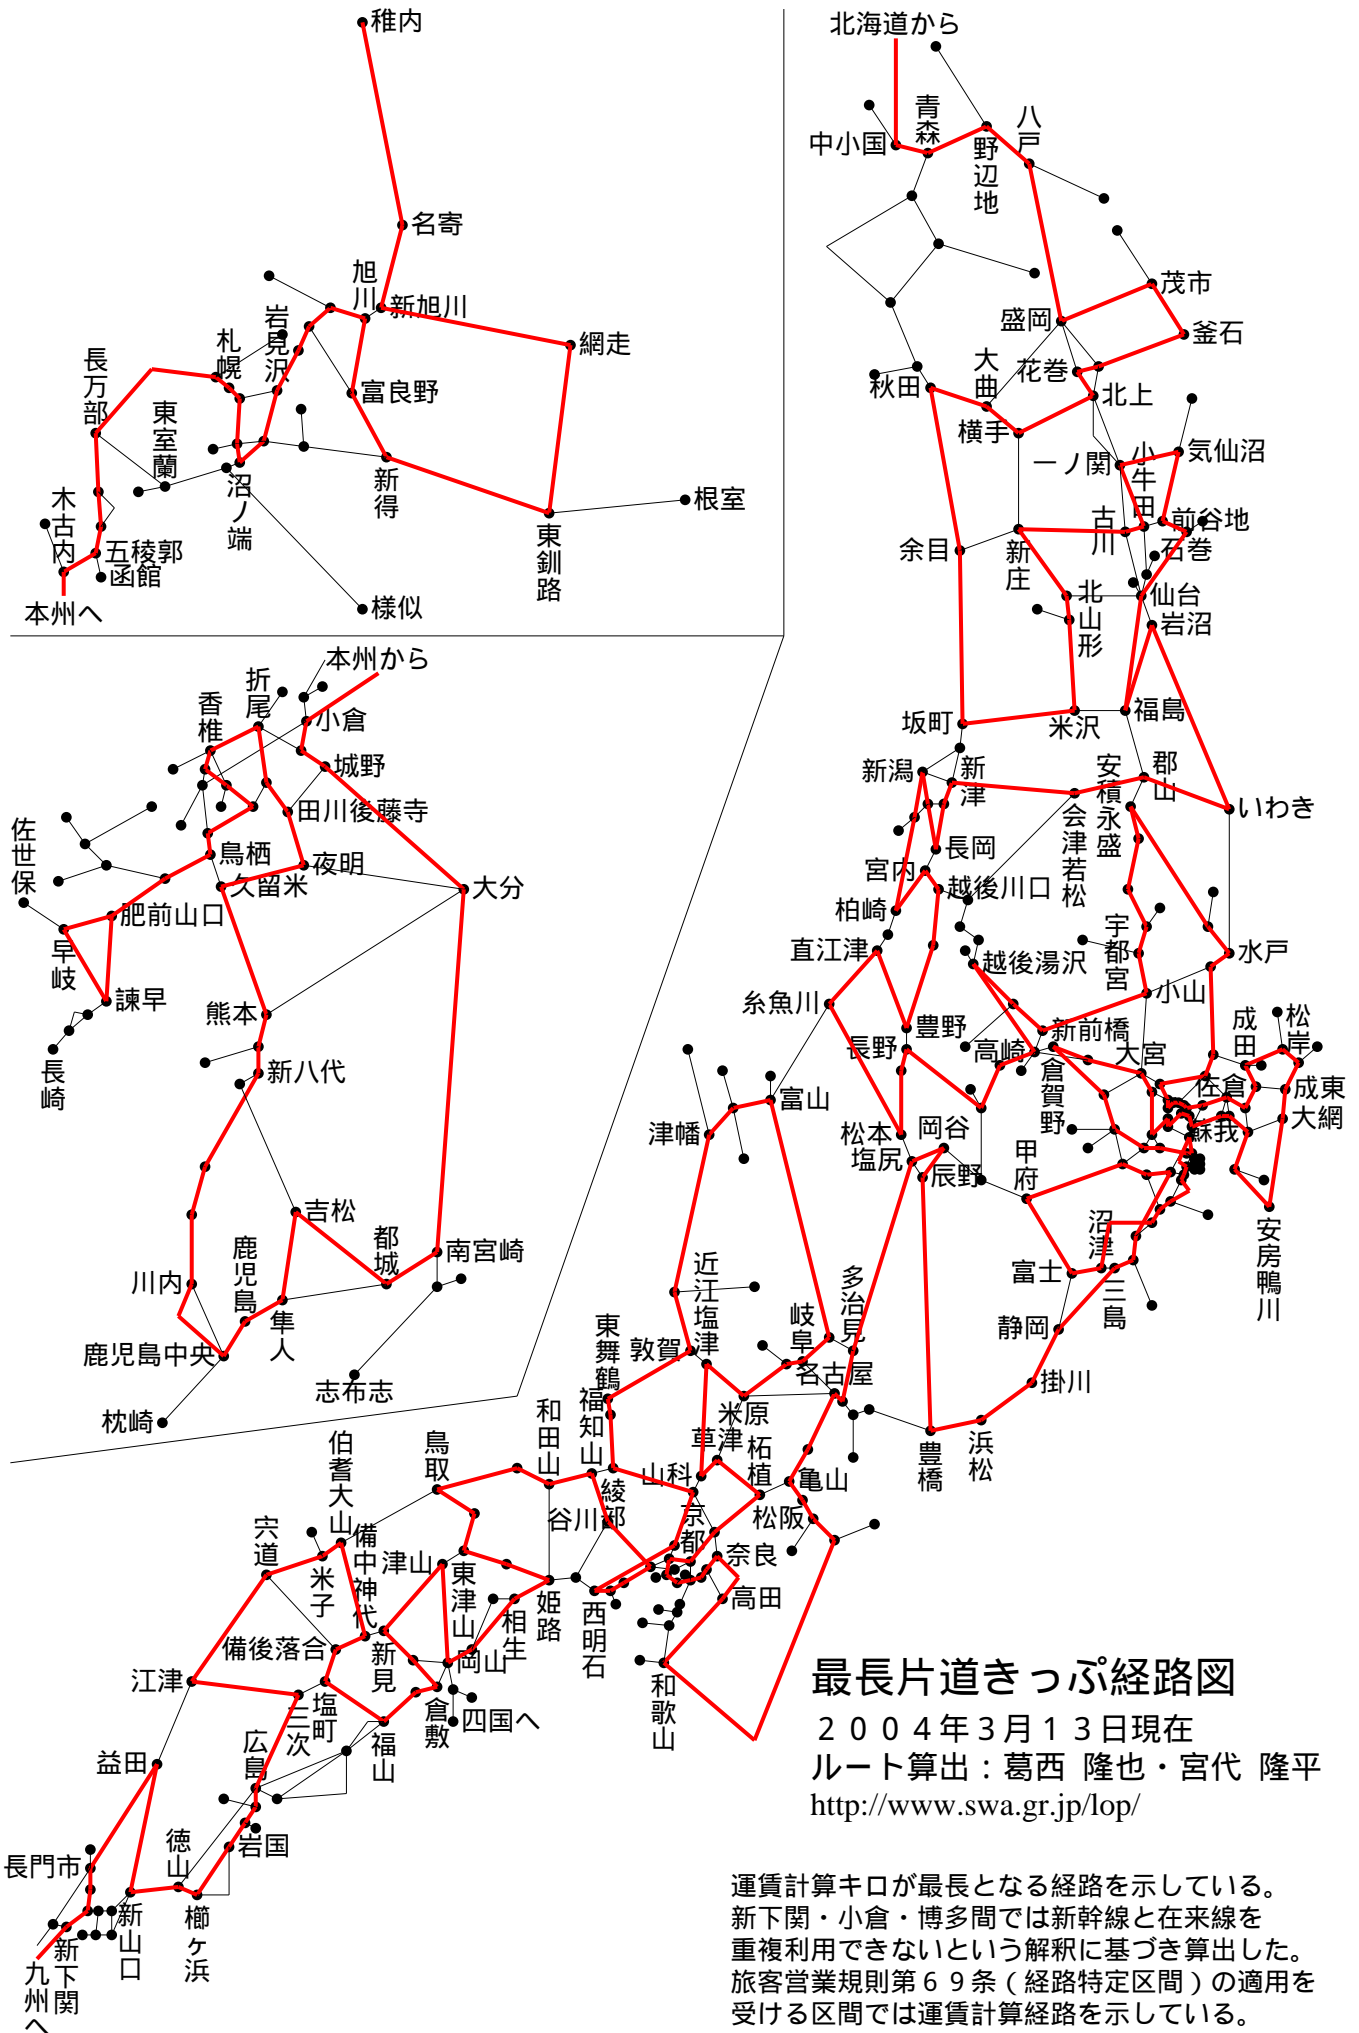 稚内
名寄
旭川
新旭川
網走
岩見沢
札幌
長万部
富良野
東室蘭
新得
沼ノ端
根室
東釧路
木古内
五稜郭
函館
様似
本州へ
北海道から
青森
中小国
野辺地
八戸
茂市
盛岡
釜石
花巻
大曲
秋田
北上
横手
一ノ関
小牛田
気仙沼
前谷地
古川
石巻
余目
新庄
仙台
北山形
岩沼
坂町
米沢
福島
新潟
新津
安積永盛
郡山
いわき
会津若松
長岡
宮内
越後川口
柏崎
直江津
宇都宮
水戸
越後湯沢
小山
糸魚川
豊野
新前橋
成田
松岸
長野
高崎
大宮
倉賀野
佐倉
成東
富山
大網
津幡
松本
岡谷
蘇我
塩尻
辰野
甲府
沼津
安房鴨川
富士
三島
静岡
近江塩津
多治見
岐阜
敦賀
東舞鶴
名古屋
掛川
米原
草津
柘植
豊橋
浜松
福知山
和田山
山科
亀山
鳥取
綾部
京都
松阪
谷川
伯耆大山
備中神代
奈良
宍道
津山
東津山
高田
米子
姫路
相生
西明石
備後落合
新見
岡山
和歌山
江津
塩町
倉敷
三次
四国へ
広島
福山
益田
岩国
徳山
長門市
新山口
櫛ヶ浜
新下関
九州へ
本州から
折尾
香椎
小倉
城野
田川後藤寺
佐世保
鳥栖
夜明
久留米
大分
肥前山口
早岐
諫早
熊本
長崎
新八代
吉松
鹿児島
都城
南宮崎
川内
隼人
鹿児島中央
志布志
枕崎
最長片道きっぷ経路図
２００４年３月１３日現在
ルート算出：葛西 隆也・宮代 隆平
http://www.swa.gr.jp/lop/
運賃計算キロが最長となる経路を示している。
新下関・小倉・博多間では新幹線と在来線を
重複利用できないという解釈に基づき算出した。
旅客営業規則第６９条（経路特定区間）の適用を
受ける区間では運賃計算経路を示している。